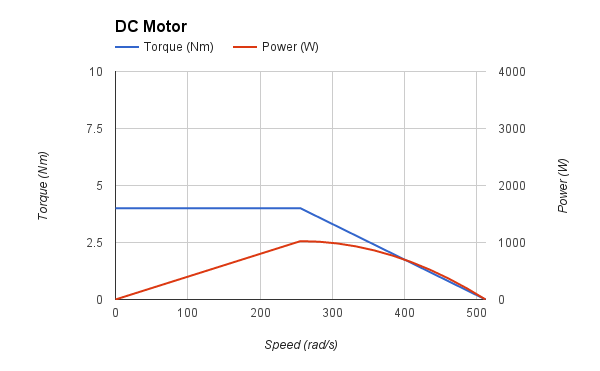 DC Motor
Torque (Nm) Power (W)
10 4000
7.5 3000
5 2000
2.5 1000
0 0
0 100 200 300 400 500
Torque (Nm)
Power (W)
Speed (rad/s)